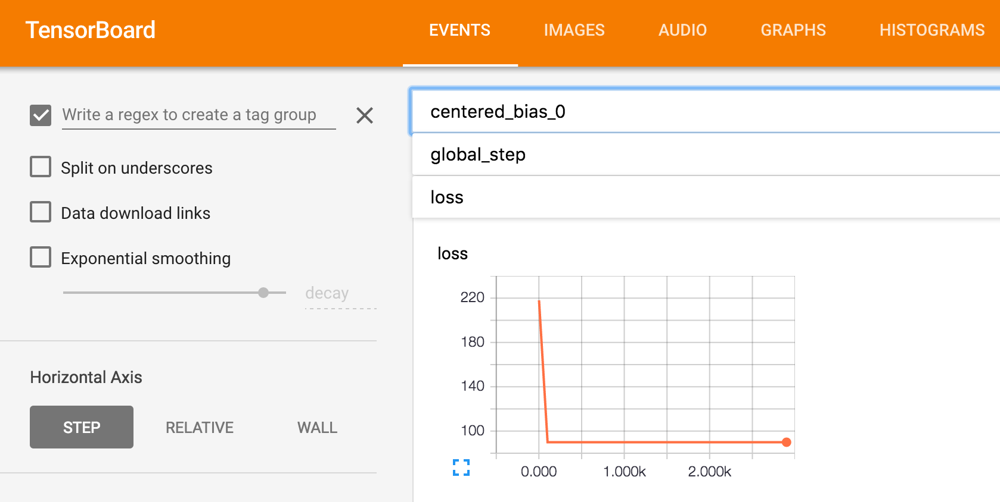 TensorBoard
EVENTS IMAGES AUDIO GRAPHS HISTOGRAMS
Write a regex to create a tag group
Split on underscores
Data download links
Exponential smoothing
decay
Horizontal Axis
STEP RELATIVE WALL
centered_bias_0
global_step
loss
loss
220
180
140
100
0.000 1.000k 2.000k